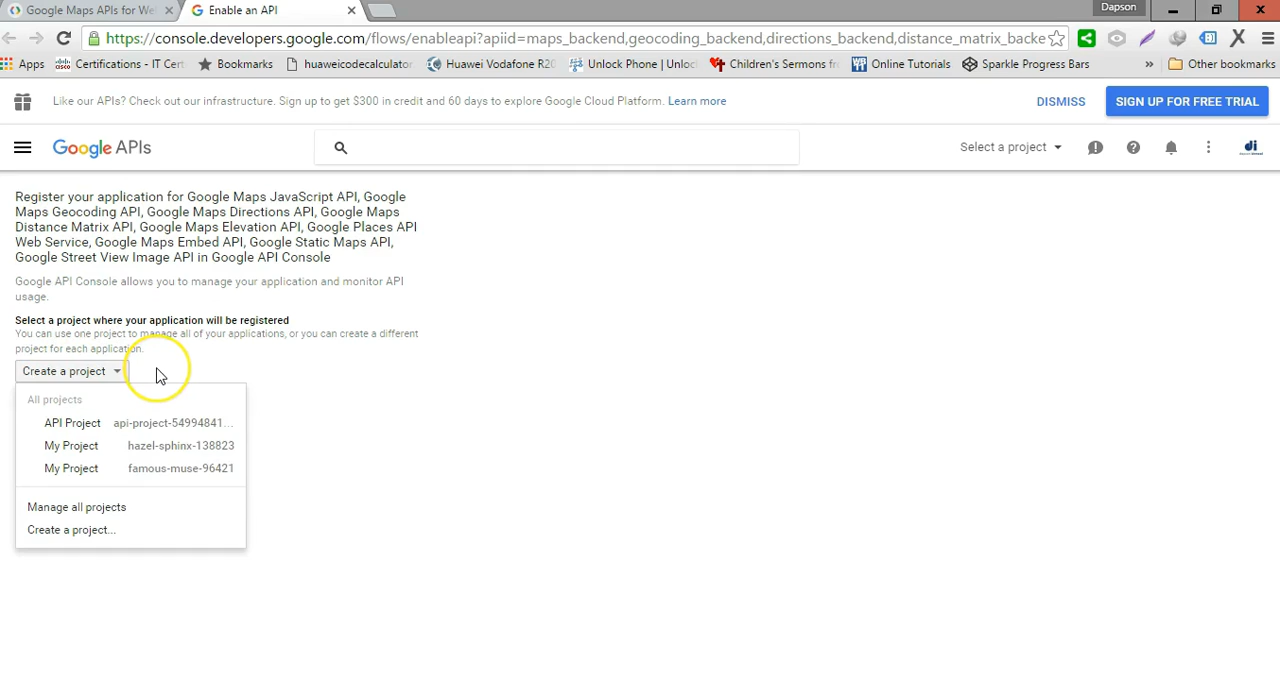 Google Maps APIs for We
Enable an API
Dapson
https://console.developers.google.com/flows/enableapi?apiid=maps_backend,geocoding_backend,directions_backend,distance_matrix_backe
Apps
Certifications - IT Cert
Bookmarks
huaweicodecalculator
Huawei Vodafone R20
Unlock Phone | Unloc
Children's Sermons fr
Online Tutorials
Sparkle Progress Bars
»
Other bookmarks
Like our APIs? Check out our infrastructure. Sign up to get $300 in credit and 60 days to explore Google Cloud Platform. Learn more
DISMISS
SIGN UP FOR FREE TRIAL
Google APIs
Select a project
di
Register your application for Google Maps JavaScript API, Google
Maps Geocoding API, Google Maps Directions API, Google Maps
Distance Matrix API, Google Maps Elevation API, Google Places API
Web Service, Google Maps Embed API, Google Static Maps API,
Google Street View Image API in Google API Console
Google API Console allows you to manage your application and monitor API
usage.
Select a project where your application will be registered
You can use one project to manage all of your applications, or you can create a different
project for each application.
Create a project
All projects
API Project api-project-54994841...
My Project hazel-sphinx-138823
My Project famous-muse-96421
Manage all projects
Create a project...